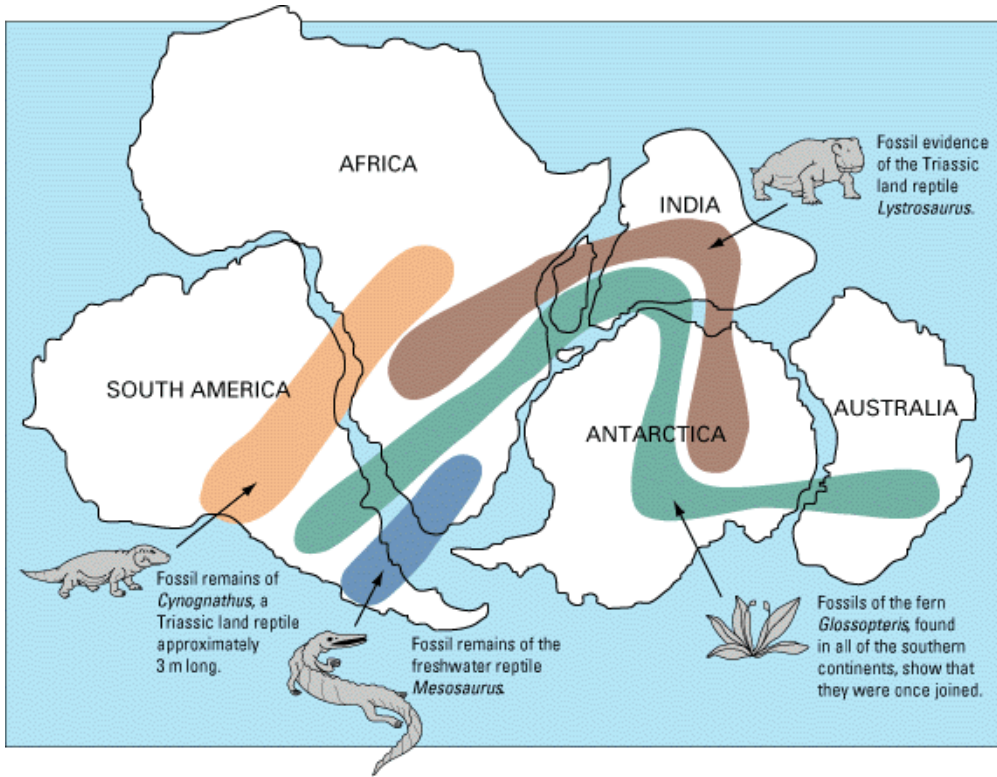 AFRICA
INDIA
SOUTH AMERICA
ANTARCTICA
AUSTRALIA
Fossil evidence
of the Triassic
land reptile
Lystrosaurus.
Fossil remains of
Cynognathus, a
Triassic land reptile
approximately
3 m long.
Fossil remains of the
freshwater reptile
Mesosaurus.
Fossils of the fern
Glossopteris, found
in all of the southern
continents, show that
they were once joined.